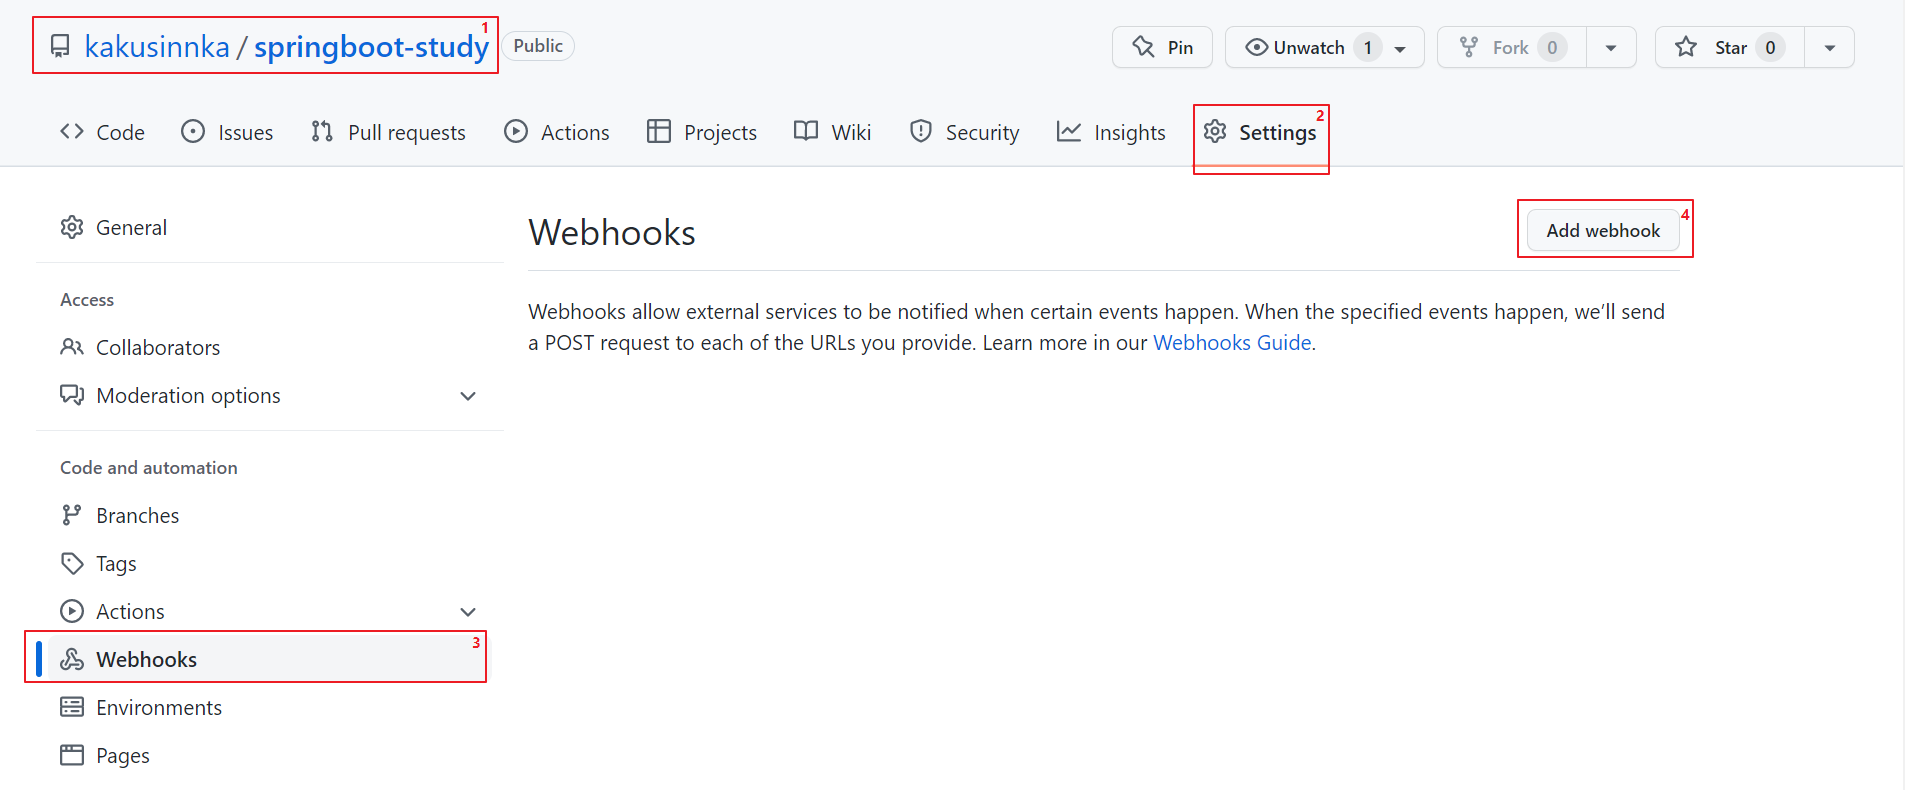 kakusinnka / springboot-study 1 Public
Pin
Unwatch 1
Fork 0
Star 0
Code Issues Pull requests Actions Projects Wiki Security Insights Settings 2
General
Access
Collaborators
Moderation options
Code and automation
Branches
Tags
Actions
Webhooks 3
Environments
Pages
Webhooks
Add webhook 4
Webhooks allow external services to be notified when certain events happen. When the specified events happen, we’ll send
a POST request to each of the URLs you provide. Learn more in our Webhooks Guide.